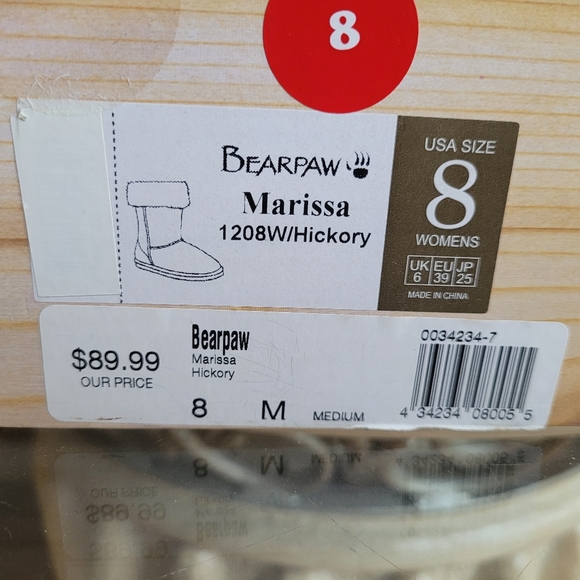 8
BEARPAW
Marissa
1208W/Hickory
USA SIZE
8
WOMENS
UK EU JP
6 39 25
MADE IN CHINA
$89.99
OUR PRICE
Bearpaw
Marissa
Hickory
8 M MEDIUM
0034234-7
4 34234 08005 5